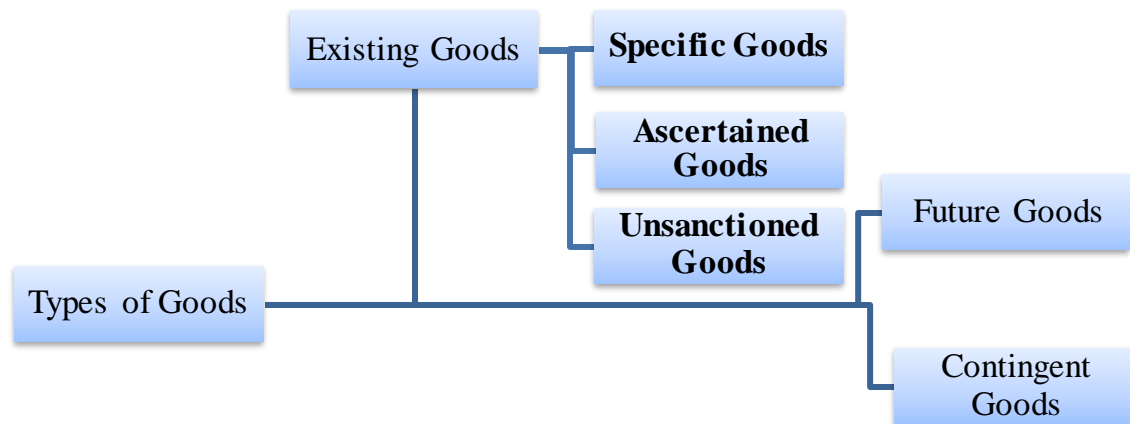 Existing Goods
Specific Goods
Ascertained
Goods
Unsanctioned
Goods
Future Goods
Types of Goods
Contingent
Goods